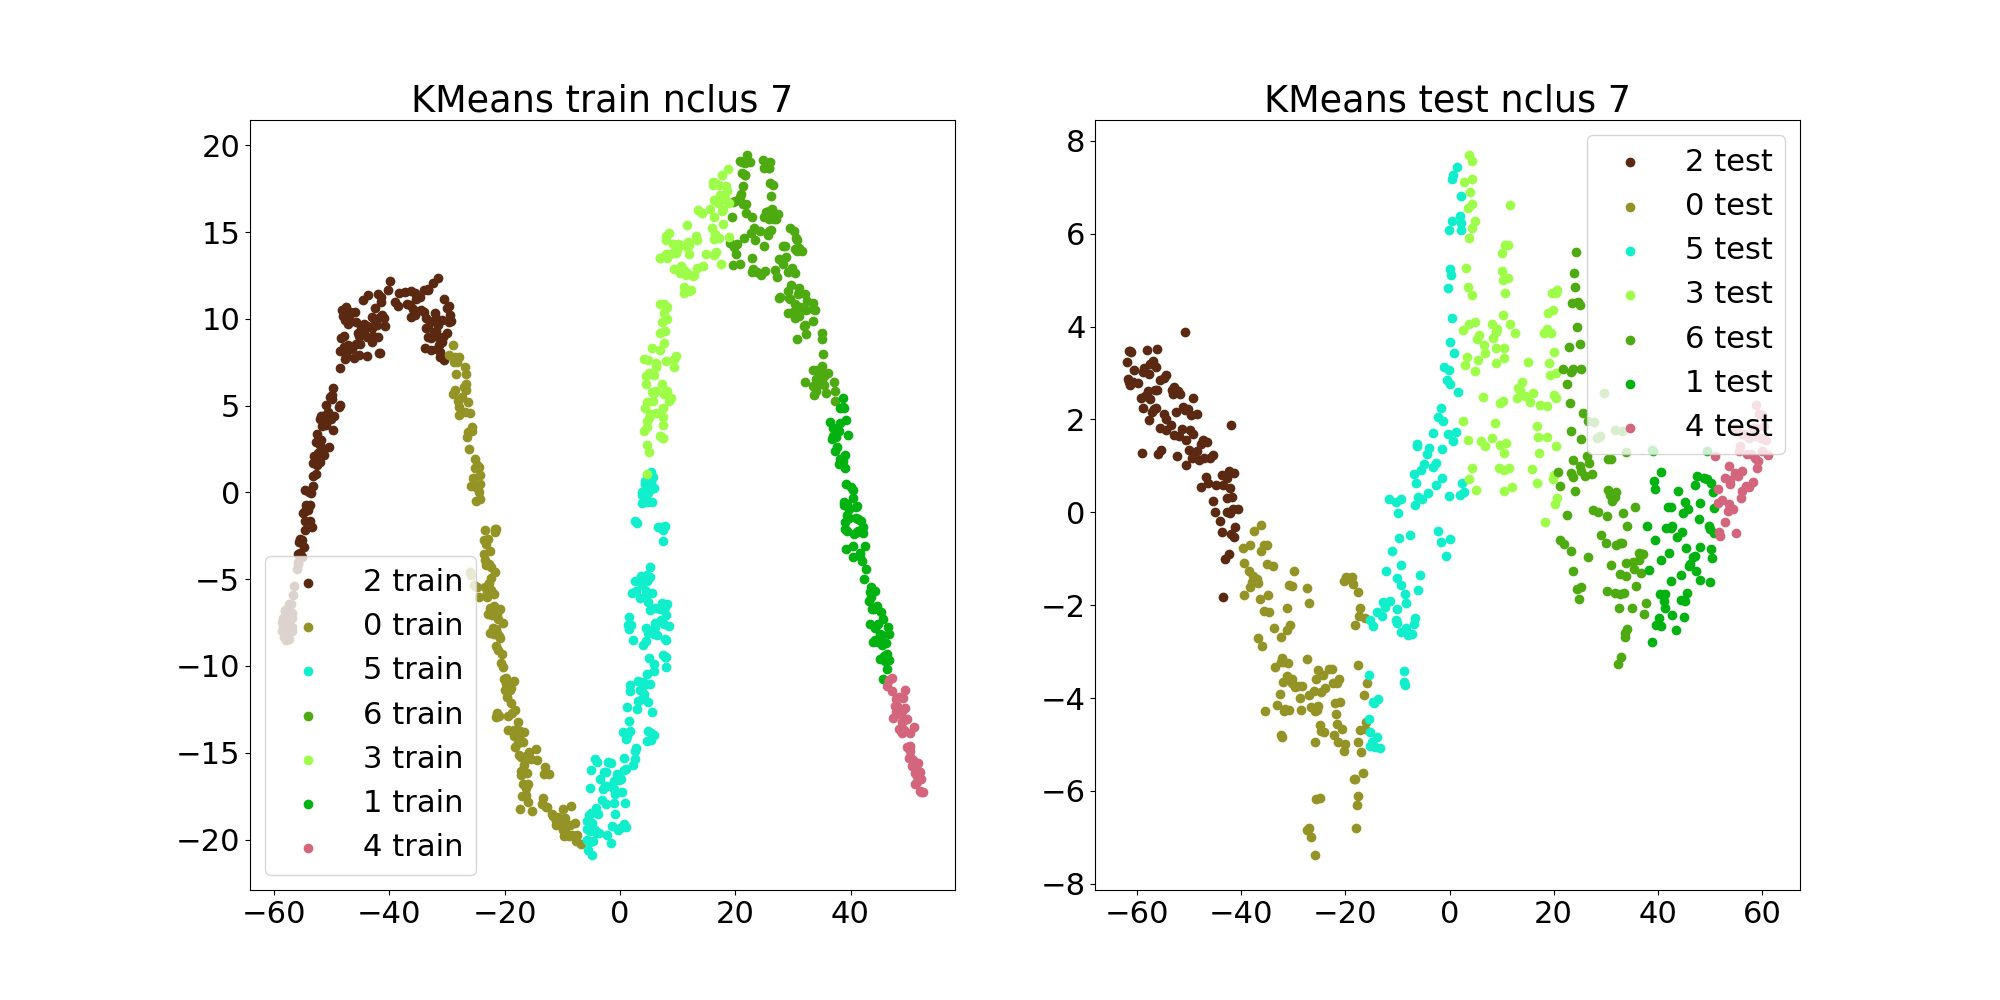 KMeans train nclus 7
20
15
10
5
0
−5
−10
−15
−20
−60 −40 −20 0 20 40
2 train
0 train
5 train
6 train
3 train
1 train
4 train
KMeans test nclus 7
8
6
4
2
0
−2
−4
−6
−8
−60 −40 −20 0 20 40 60
2 test
0 test
5 test
3 test
6 test
1 test
4 test